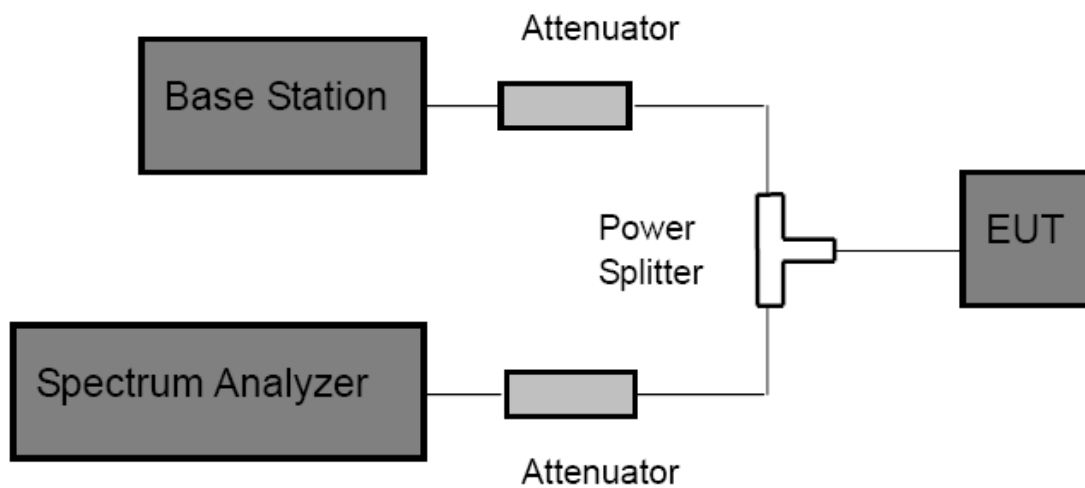 Attenuator
Base Station
Power
Splitter
EUT
Spectrum Analyzer
Attenuator